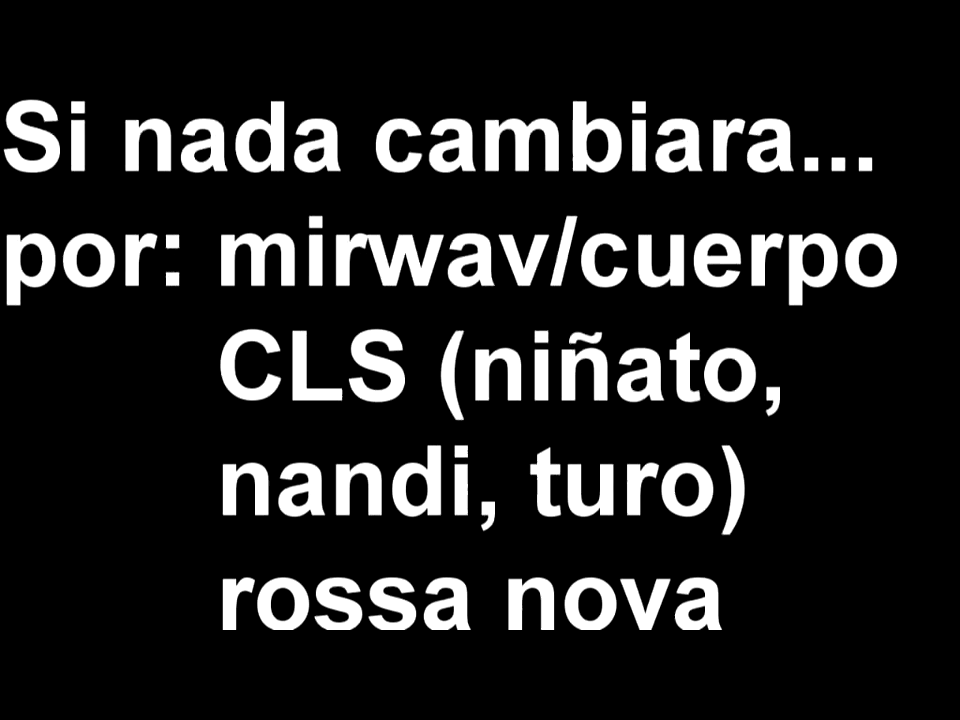 Si nada cambiara...
por: mirwav/cuerpo
CLS (niñato,
nandi, turo)
rossa nova